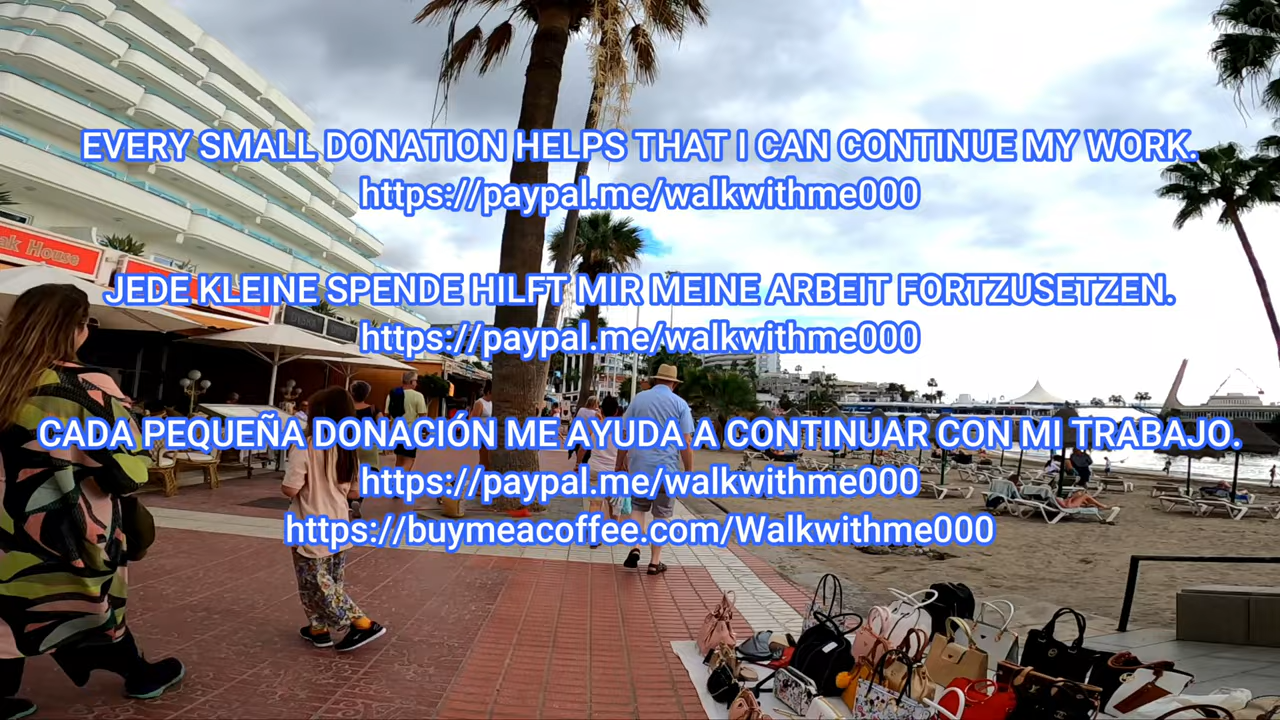 EVERY SMALL DONATION HELPS THAT I CAN CONTINUE MY WORK.
https://paypal.me/walkwithme000
JEDE KLEINE SPENDE HILFT MIR MEINE ARBEIT FORTZUSETZEN.
https://paypal.me/walkwithme000
CADA PEQUEÑA DONACIÓN ME AYUDA A CONTINUAR CON MI TRABAJO.
https://paypal.me/walkwithme000
https://buymeacoffee.com/Walkwithme000
House